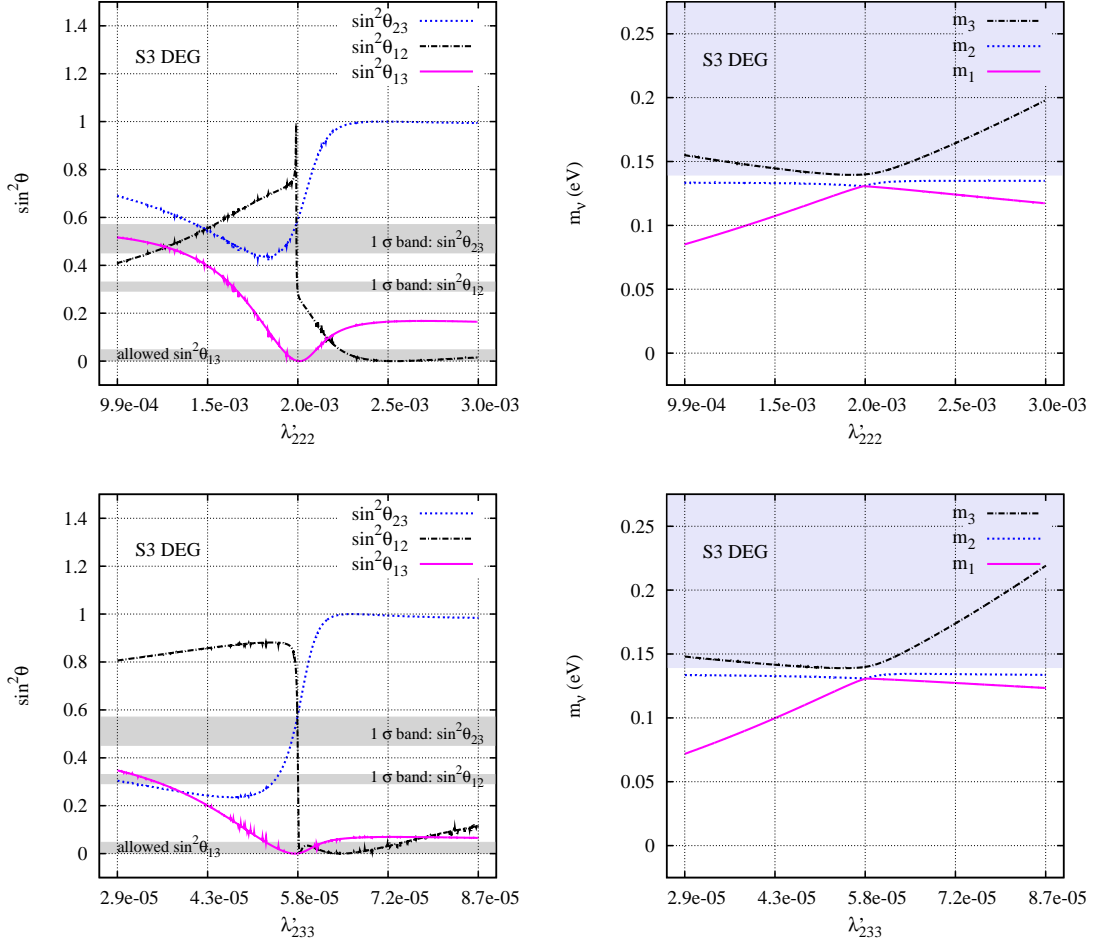 sin²θ₂₃
sin²θ₁₂
sin²θ₁₃
S3 DEG
1.4
1.2
1
0.8
0.6
0.4
0.2
0
sin²θ
1 σ band: sin²θ₂₃
1 σ band: sin²θ₁₂
allowed sin²θ₁₃
9.9e-04 1.5e-03 2.0e-03 2.5e-03 3.0e-03
λ'₂₂₂
m₃
m₂
m₁
S3 DEG
0.25
0.2
0.15
0.1
0.05
0
m_ν (eV)
9.9e-04 1.5e-03 2.0e-03 2.5e-03 3.0e-03
λ'₂₂₂
sin²θ₂₃
sin²θ₁₂
sin²θ₁₃
S3 DEG
1.4
1.2
1
0.8
0.6
0.4
0.2
0
sin²θ
1 σ band: sin²θ₂₃
1 σ band: sin²θ₁₂
allowed sin²θ₁₃
2.9e-05 4.3e-05 5.8e-05 7.2e-05 8.7e-05
λ'₂₃₃
m₃
m₂
m₁
S3 DEG
0.25
0.2
0.15
0.1
0.05
0
m_ν (eV)
2.9e-05 4.3e-05 5.8e-05 7.2e-05 8.7e-05
λ'₂₃₃